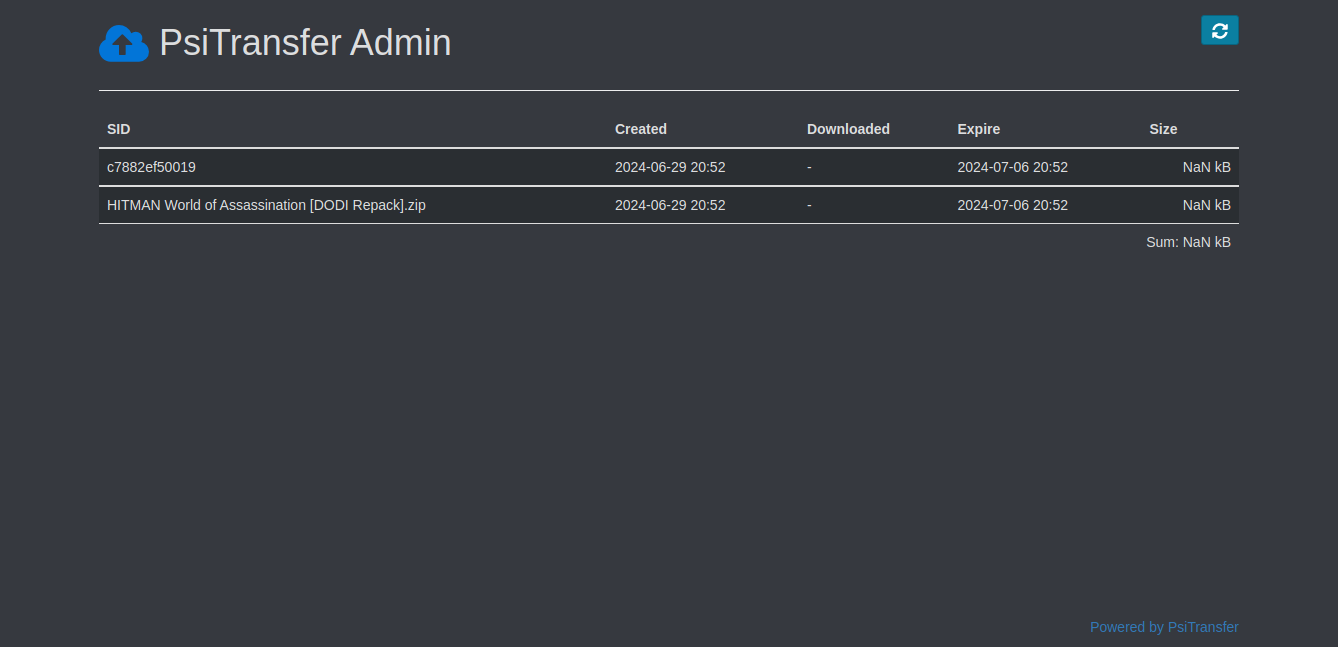 PsiTransfer Admin
SID Created Downloaded Expire Size
c7882ef50019 2024-06-29 20:52 - 2024-07-06 20:52 NaN kB
HITMAN World of Assassination [DODI Repack].zip 2024-06-29 20:52 - 2024-07-06 20:52 NaN kB
Sum: NaN kB
Powered by PsiTransfer